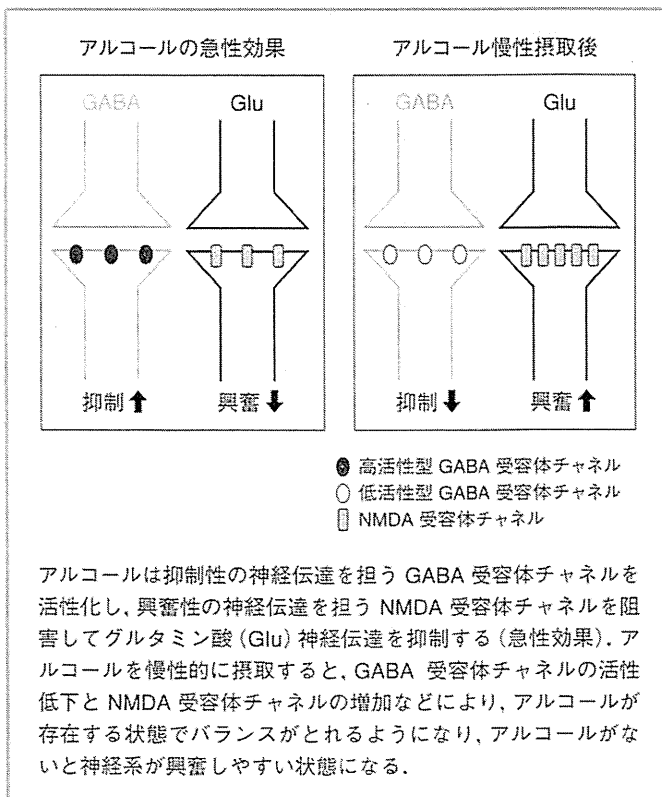 アルコールの急性効果
アルコール慢性摂取後
GABA
Glu
GABA
Glu
抑制⬆
興奮⬇
抑制⬇
興奮⬆
高活性型 GABA 受容体チャネル
低活性型 GABA 受容体チャネル
NMDA 受容体チャネル
アルコールは抑制性の神経伝達を担う GABA 受容体チャネルを
活性化し，興奮性の神経伝達を担う NMDA 受容体チャネルを阻
害してグルタミン酸（Glu）神経伝達を抑制する（急性効果）．ア
ルコールを慢性的に摂取すると，GABA 受容体チャネルの活性
低下と NMDA 受容体チャネルの増加などにより，アルコールが
存在する状態でバランスがとれるようになり，アルコールがな
いと神経系が興奮しやすい状態になる．